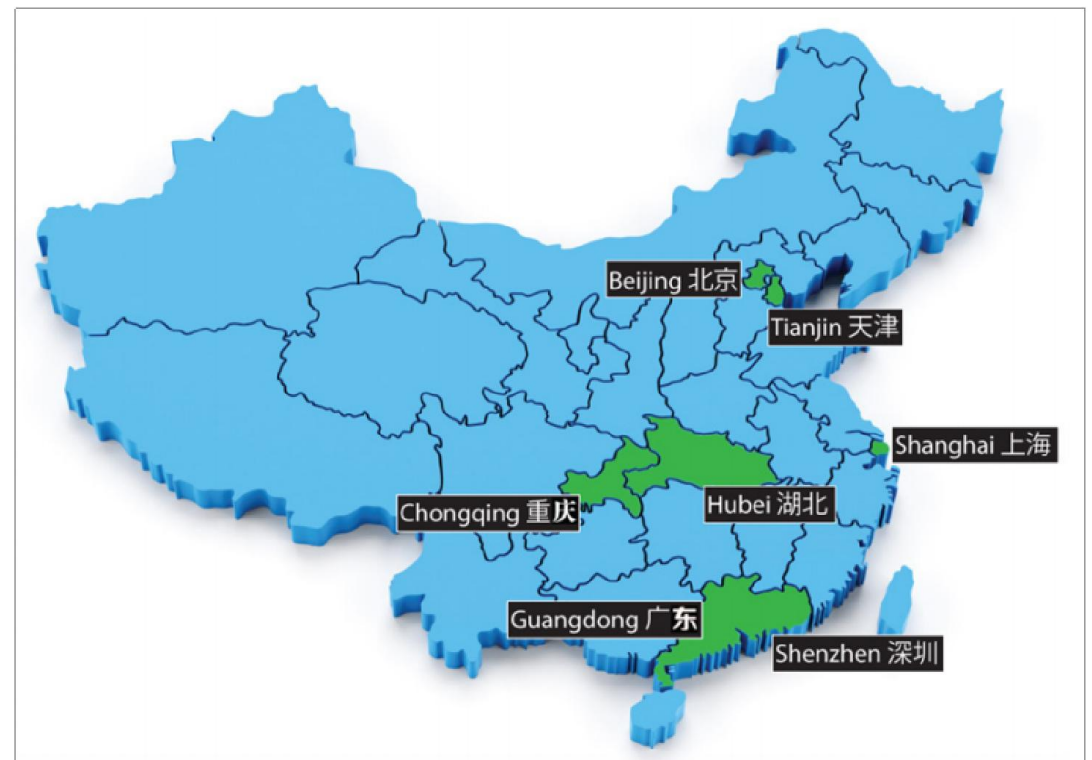 Beijing 北京
Tianjin 天津
Shanghai 上海
Chongqing 重庆
Hubei 湖北
Guangdong 广东
Shenzhen 深圳